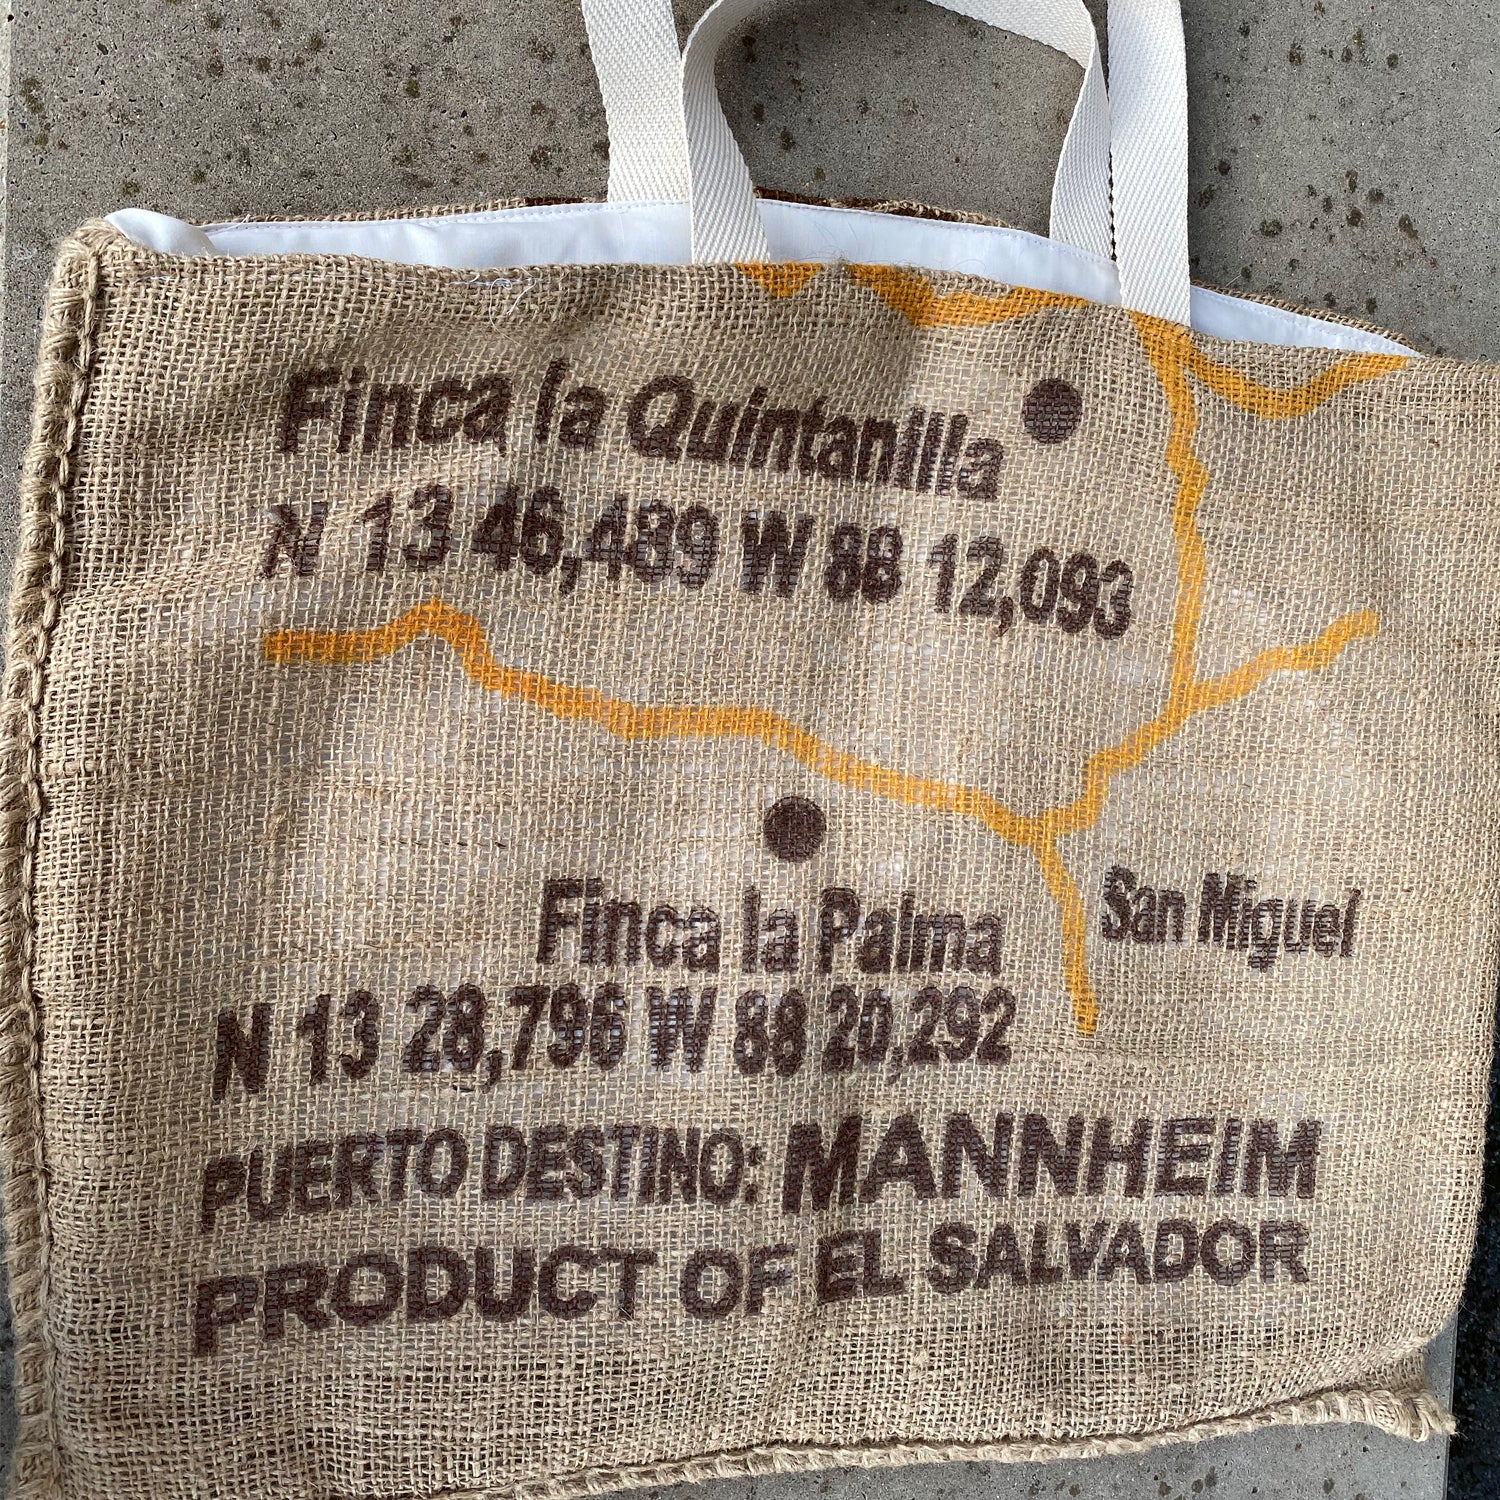 Finca la Quintanilla
N 13 46,489 W 88 12,093
Finca la Palma
San Miguel
N 13 28,796 W 88 20,292
PUERTO DESTINO: MANNHEIM
PRODUCT OF EL SALVADOR